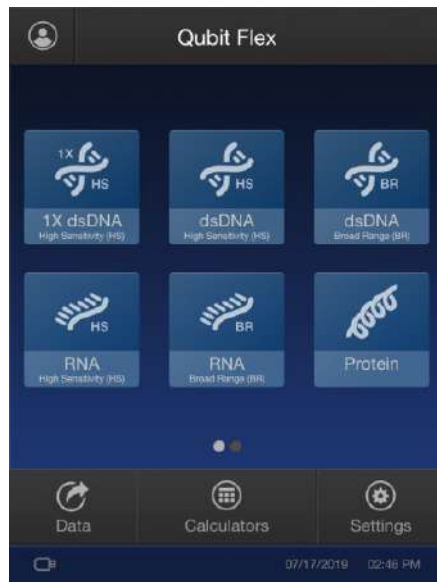 Qubit Flex
1X
HS
HS
BR
1X dsDNA
dsDNA
dsDNA
High Sensitivity (HS)
High Sensitivity (HS)
Broad Range (BR)
HS
BR
RNA
RNA
Protein
High Sensitivity (HS)
Broad Range (BR)
Data
Calculators
Settings
07/17/2019
02:46 PM